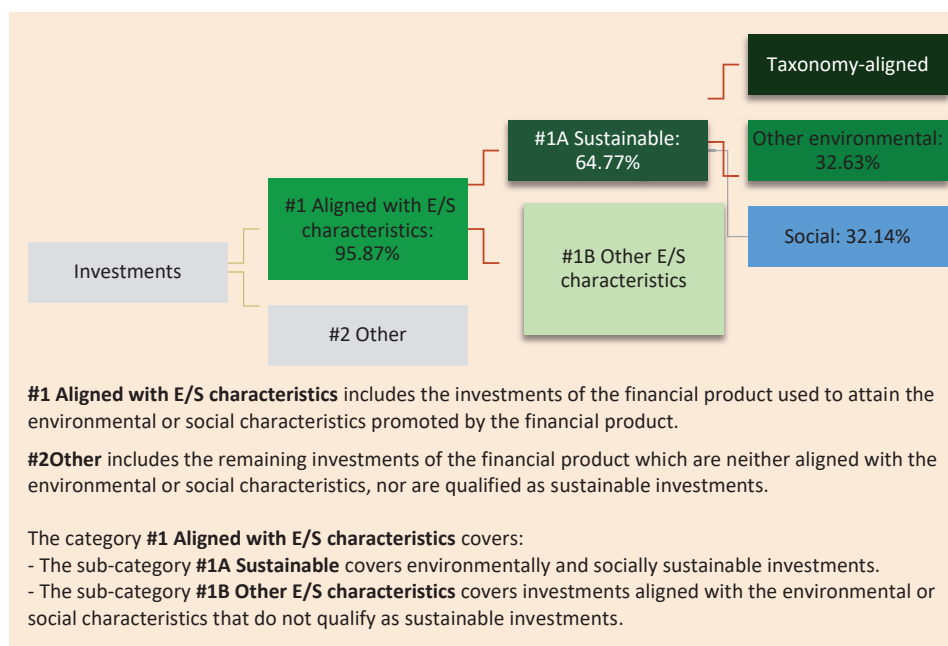 Taxonomy-aligned
#1A Sustainable:
64.77%
Other environmental:
32.63%
#1 Aligned with E/S
characteristics:
95.87%
Social: 32.14%
#1B Other E/S
characteristics
Investments
#2 Other
#1 Aligned with E/S characteristics includes the investments of the financial product used to attain the
environmental or social characteristics promoted by the financial product.
#2Other includes the remaining investments of the financial product which are neither aligned with the
environmental or social characteristics, nor are qualified as sustainable investments.
The category #1 Aligned with E/S characteristics covers:
- The sub-category #1A Sustainable covers environmentally and socially sustainable investments.
- The sub-category #1B Other E/S characteristics covers investments aligned with the environmental or
social characteristics that do not qualify as sustainable investments.